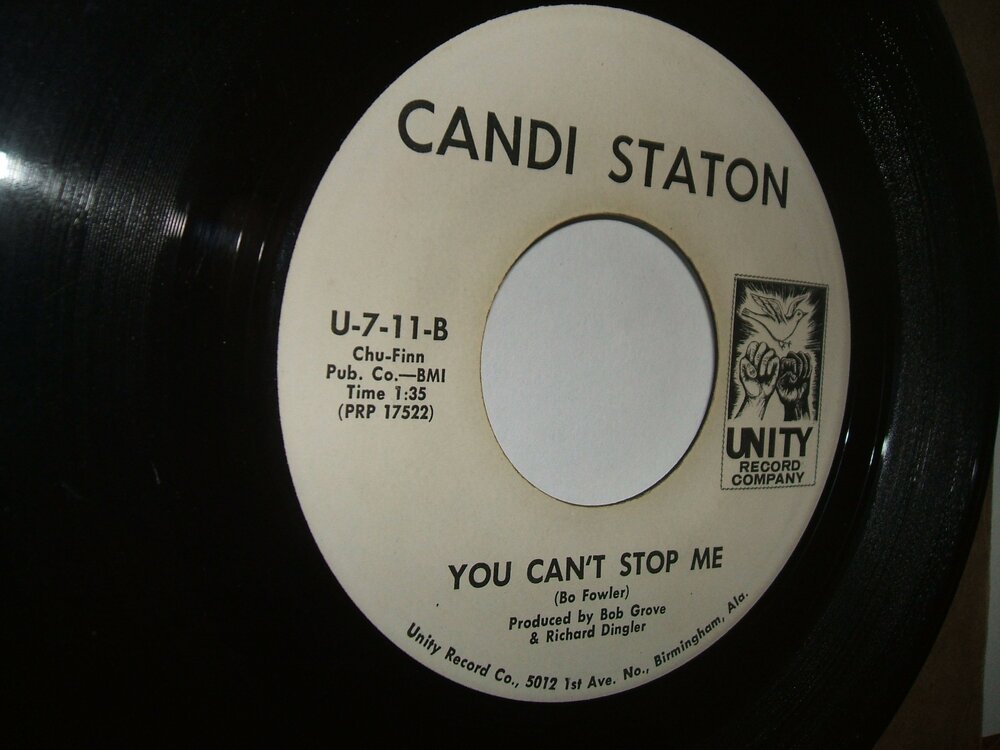 CANDI STATON
U-7-11-B
Chu-Finn
Pub. Co.—BMI
Time 1:35
(PRP 17522)
UNITY
RECORD
COMPANY
YOU CAN'T STOP ME
(Bo Fowler)
Produced by Bob Grove
& Richard Dingler
Unity Record Co., 5012 1st Ave. No., Birmingham, Ala.